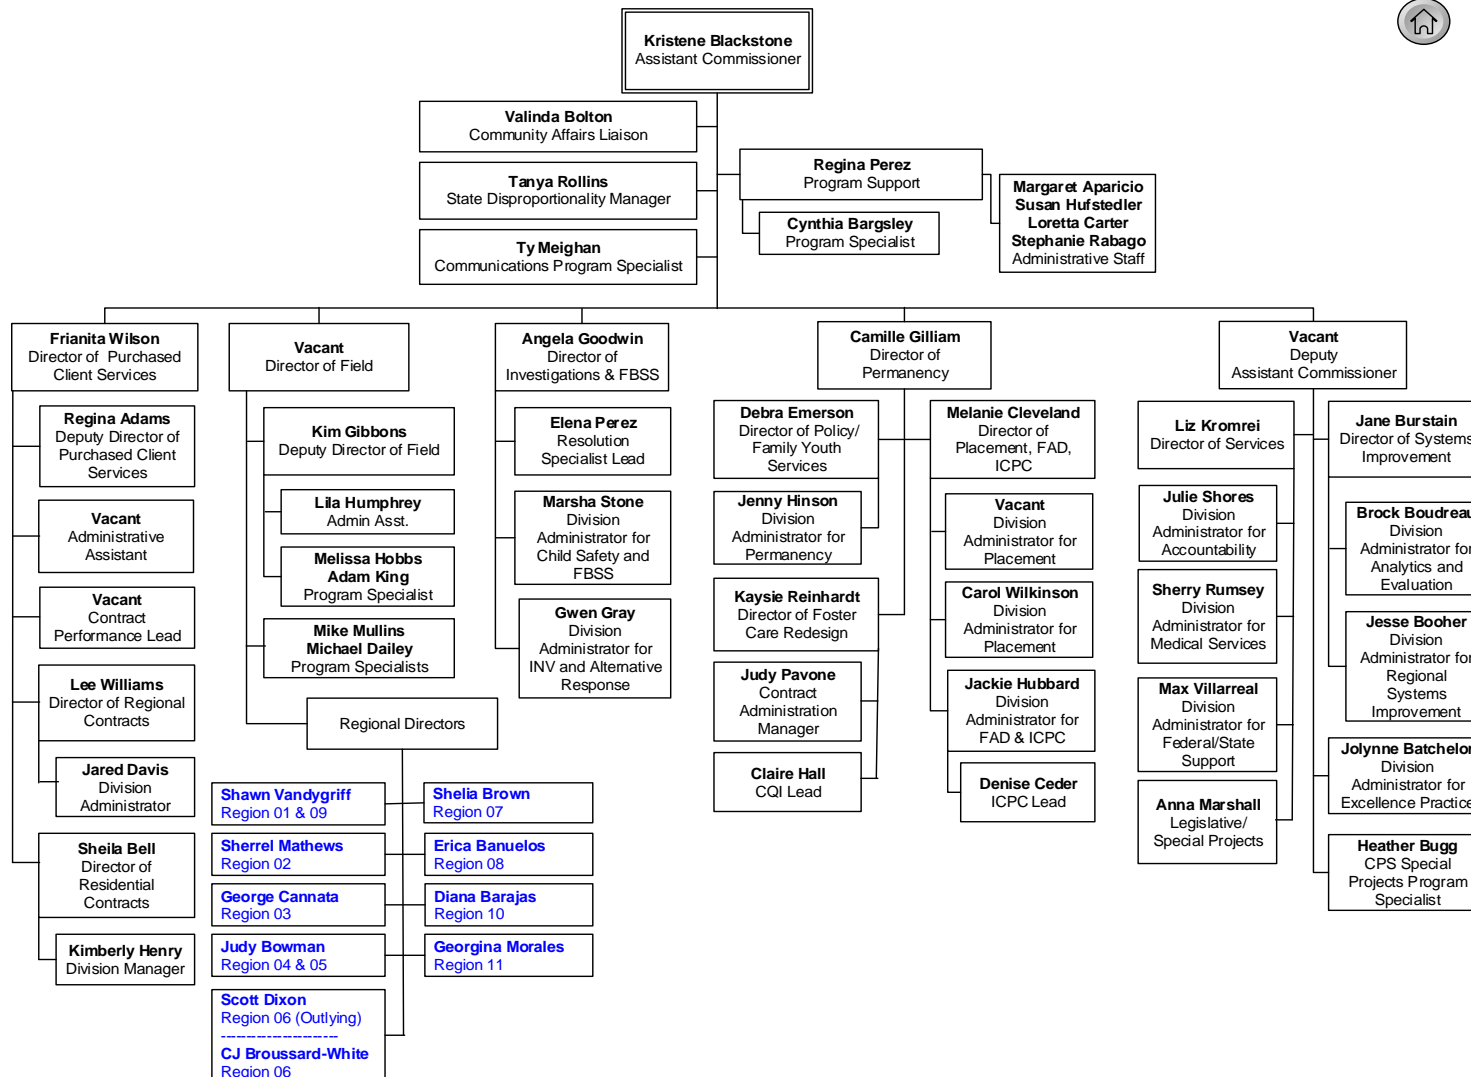 Kristene Blackstone
Assistant Commissioner
Valinda Bolton
Community Affairs Liaison
Tanya Rollins
State Disproportionality Manager
Ty Meighan
Communications Program Specialist
Regina Perez
Program Support
Cynthia Bargsley
Program Specialist
Margaret Aparicio
Susan Hufstedler
Loretta Carter
Stephanie Rabago
Administrative Staff
Frianita Wilson
Director of Purchased
Client Services
Regina Adams
Deputy Director of
Purchased Client
Services
Vacant
Administrative
Assistant
Vacant
Contract
Performance Lead
Lee Williams
Director of Regional
Contracts
Jared Davis
Division
Administrator
Sheila Bell
Director of
Residential
Contracts
Kimberly Henry
Division Manager
Vacant
Director of Field
Kim Gibbons
Deputy Director of Field
Lila Humphrey
Admin Asst.
Melissa Hobbs
Adam King
Program Specialist
Mike Mullins
Michael Dailey
Program Specialists
Regional Directors
Shawn Vandygriff
Region 01 & 09
Shelia Brown
Region 07
Sherrel Mathews
Region 02
Erica Banuelos
Region 08
George Cannata
Region 03
Diana Barajas
Region 10
Judy Bowman
Region 04 & 05
Georgina Morales
Region 11
Scott Dixon
Region 06 (Outlying)
-----------------------
CJ Broussard-White
Region 06
Angela Goodwin
Director of
Investigations & FBSS
Elena Perez
Resolution
Specialist Lead
Marsha Stone
Division
Administrator for
Child Safety and
FBSS
Gwen Gray
Division
Administrator for
INV and Alternative
Response
Camille Gilliam
Director of
Permanency
Debra Emerson
Director of Policy/
Family Youth
Services
Jenny Hinson
Division
Administrator for
Permanency
Kaysie Reinhardt
Director of Foster
Care Redesign
Judy Pavone
Contract
Administration
Manager
Claire Hall
CQI Lead
Melanie Cleveland
Director of
Placement, FAD,
ICPC
Vacant
Division
Administrator for
Placement
Carol Wilkinson
Division
Administrator for
Placement
Jackie Hubbard
Division
Administrator for
FAD & ICPC
Denise Ceder
ICPC Lead
Vacant
Deputy
Assistant Commissioner
Liz Kromrei
Director of Services
Julie Shores
Division
Administrator for
Accountability
Sherry Rumsey
Division
Administrator for
Medical Services
Max Villarreal
Division
Administrator for
Federal/State
Support
Anna Marshall
Legislative/
Special Projects
Jane Burstain
Director of Systems
Improvement
Brock Boudreau
Division
Administrator for
Analytics and
Evaluation
Jesse Booher
Division
Administrator for
Regional
Systems
Improvement
Jolynne Batchelor
Division
Administrator for
Excellence Practice
Heather Bugg
CPS Special
Projects Program
Specialist